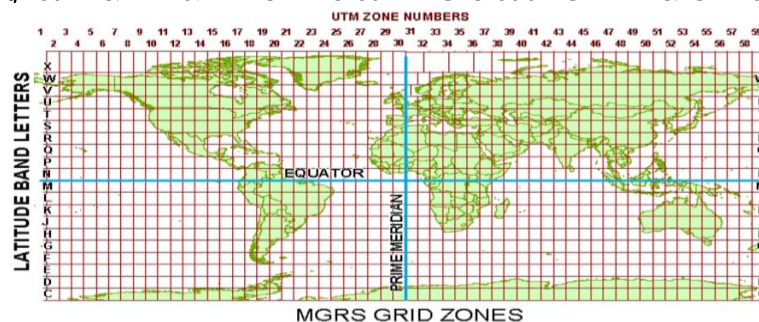 UTM ZONE NUMBERS
1 3 5 7 9 11 13 15 17 19 21 23 25 27 29 31 33 35 37 39 41 43 45 47 49 51 53 55 57 59
2 4 6 8 10 12 14 16 18 20 22 24 26 28 30 32 34 36 38 40 42 44 46 48 50 52 54 56 58
LATITUDE BAND LETTERS
X
W
V
U
T
S
R
Q
P
N
M
L
K
J
H
G
F
E
D
C
EQUATOR
PRIME MERIDIAN
MGRS GRID ZONES